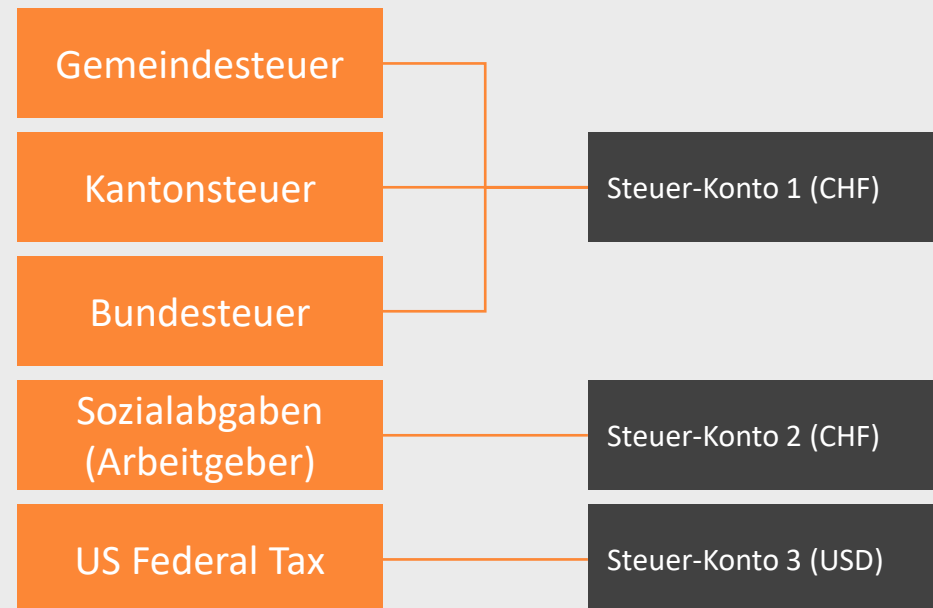 Gemeindesteuer
Kantonsteuer
Steuer-Konto 1 (CHF)
Bundesteuer
Sozialabgaben
(Arbeitgeber)
Steuer-Konto 2 (CHF)
US Federal Tax
Steuer-Konto 3 (USD)